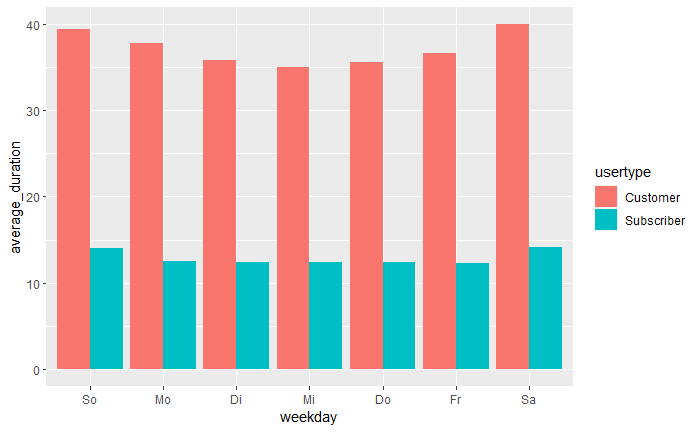 40
30
20
10
0
average_duration
So Mo Di Mi Do Fr Sa
weekday
usertype
Customer
Subscriber